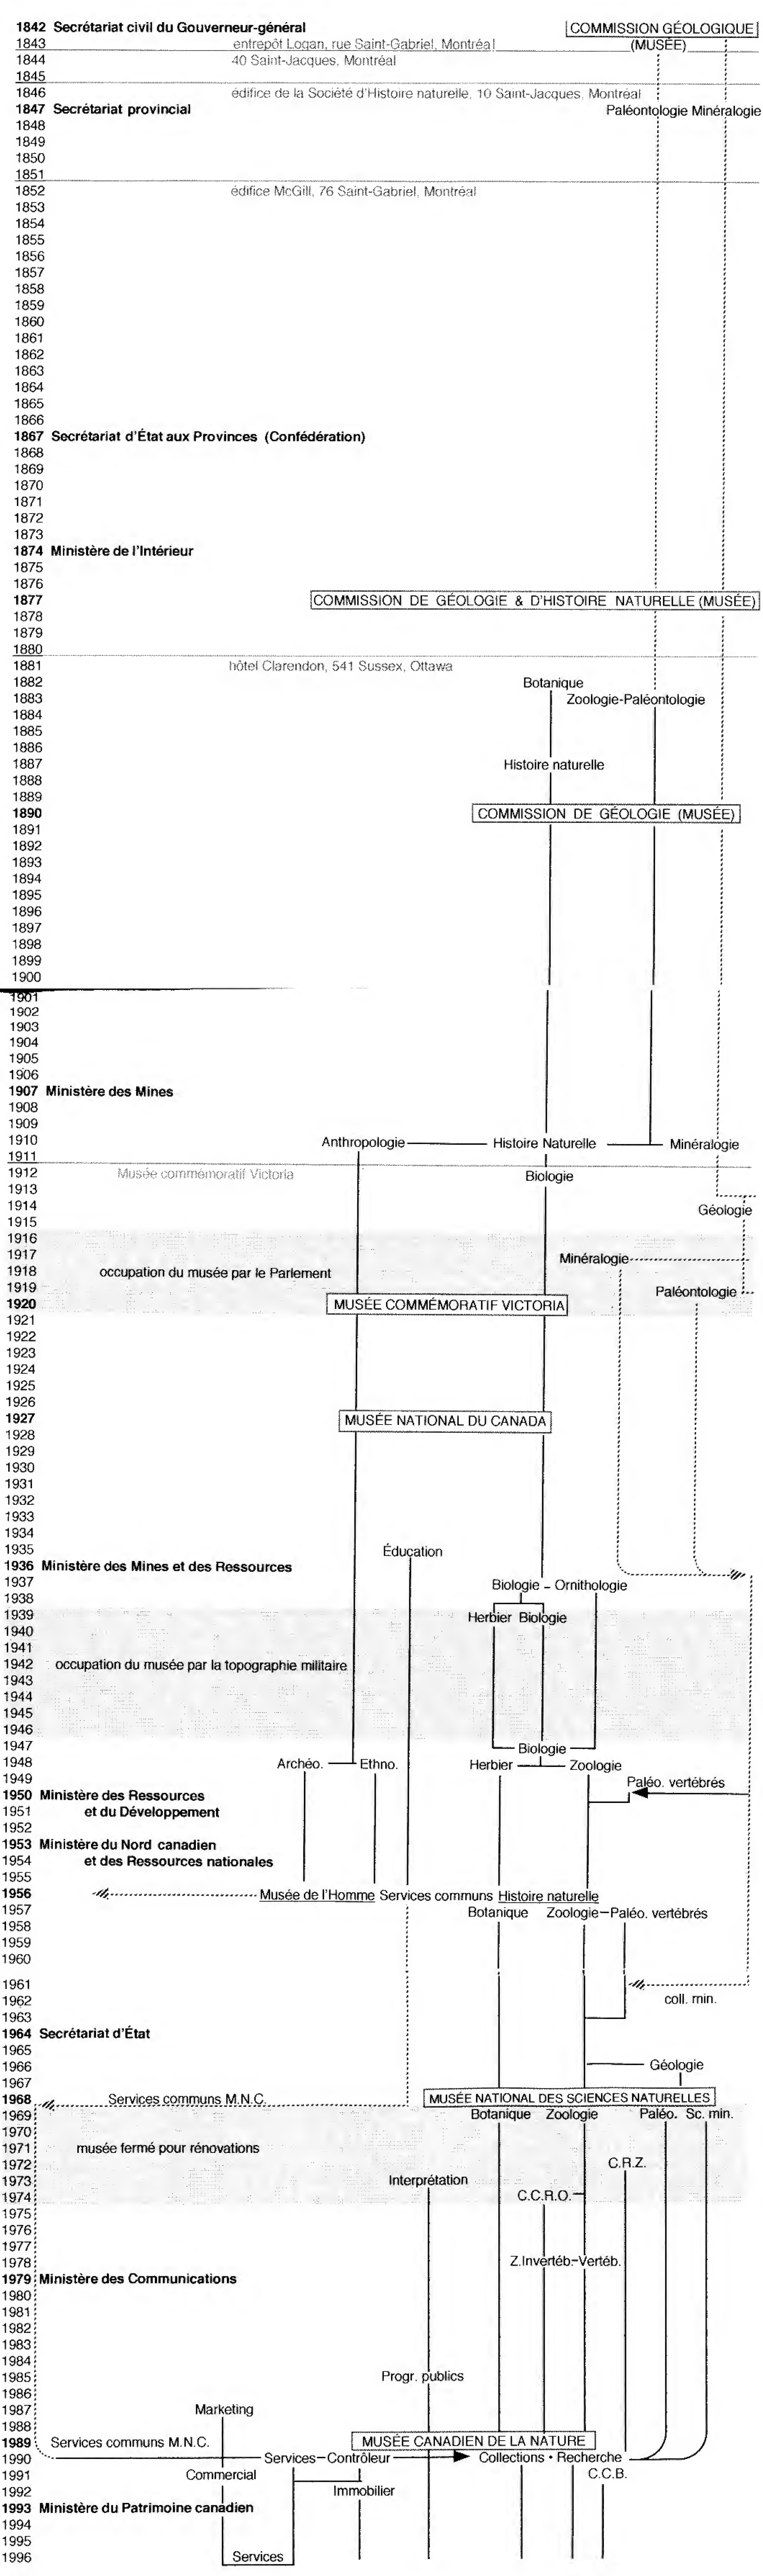 1842 Secrétariat civil du Gouverneur-général COMMISSION GÉOLOGIQUE
1843 entrepôt Logan, rue Saint-Gabriel, Montréal (MUSÉE)
1844 40 Saint-Jacques, Montréal
1845
1846 édifice de la Société d'Histoire naturelle, 10 Saint-Jacques, Montréal
1847 Secrétariat provincial Paléontologie Minéralogie
1848
1849
1850
1851
1852 édifice McGill, 76 Saint-Gabriel, Montréal
1853
1854
1855
1856
1857
1858
1859
1860
1861
1862
1863
1864
1865
1866
1867 Secrétariat d'État aux Provinces (Confédération)
1868
1869
1870
1871
1872
1873
1874 Ministère de l'Intérieur
1875
1876
1877 COMMISSION DE GÉOLOGIE & D'HISTOIRE NATURELLE (MUSÉE)
1878
1879
1880
1881 hôtel Clarendon, 541 Sussex, Ottawa
1882 Botanique
1883 Zoologie-Paléontologie
1884
1885
1886
1887 Histoire naturelle
1888
1889
1890 COMMISSION DE GÉOLOGIE (MUSÉE)
1891
1892
1893
1894
1895
1896
1897
1898
1899
1900
1901
1902
1903
1904
1905
1906
1907 Ministère des Mines
1908
1909
1910 Anthropologie Histoire Naturelle Minéralogie
1911
1912 Musée commémoratif Victoria Biologie
1913
1914 Géologie
1915
1916
1917 Minéralogie
1918 occupation du musée par le Parlement
1919 Paléontologie
1920 MUSÉE COMMÉMORATIF VICTORIA
1921
1922
1923
1924
1925
1926
1927 MUSÉE NATIONAL DU CANADA
1928
1929
1930
1931
1932
1933
1934
1935 Éducation
1936 Ministère des Mines et des Ressources
1937 Biologie - Ornithologie
1938
1939 Herbier Biologie
1940
1941
1942 occupation du musée par la topographie militaire
1943
1944
1945
1946
1947 Biologie
1948 Archéo. Ethno. Herbier Zoologie
1949 Paléo. vertébrés
1950 Ministère des Ressources
1951 et du Développement
1952
1953 Ministère du Nord canadien
1954 et des Ressources nationales
1955
1956 Musée de l'Homme Services communs Histoire naturelle
1957 Botanique Zoologie-Paléo. vertébrés
1958
1959
1960
1961
1962 coll. min.
1963
1964 Secrétariat d'État
1965
1966 Géologie
1967
1968 Services communs M.N.C. MUSÉE NATIONAL DES SCIENCES NATURELLES
1969 Botanique Zoologie Paléo. Sc. min.
1970
1971 musée fermé pour rénovations
1972 C.R.Z.
1973 Interprétation
1974 C.C.R.O.
1975
1976
1977
1978 Z.Invertéb.-Vertéb.
1979 Ministère des Communications
1980
1981
1982
1983
1984
1985 Progr. publics
1986
1987 Marketing
1988
1989 Services communs M.N.C. MUSÉE CANADIEN DE LA NATURE
1990 Services-Contrôleur Collections • Recherche
1991 Commercial C.C.B.
1992 Immobilier
1993 Ministère du Patrimoine canadien
1994
1995
1996 Services